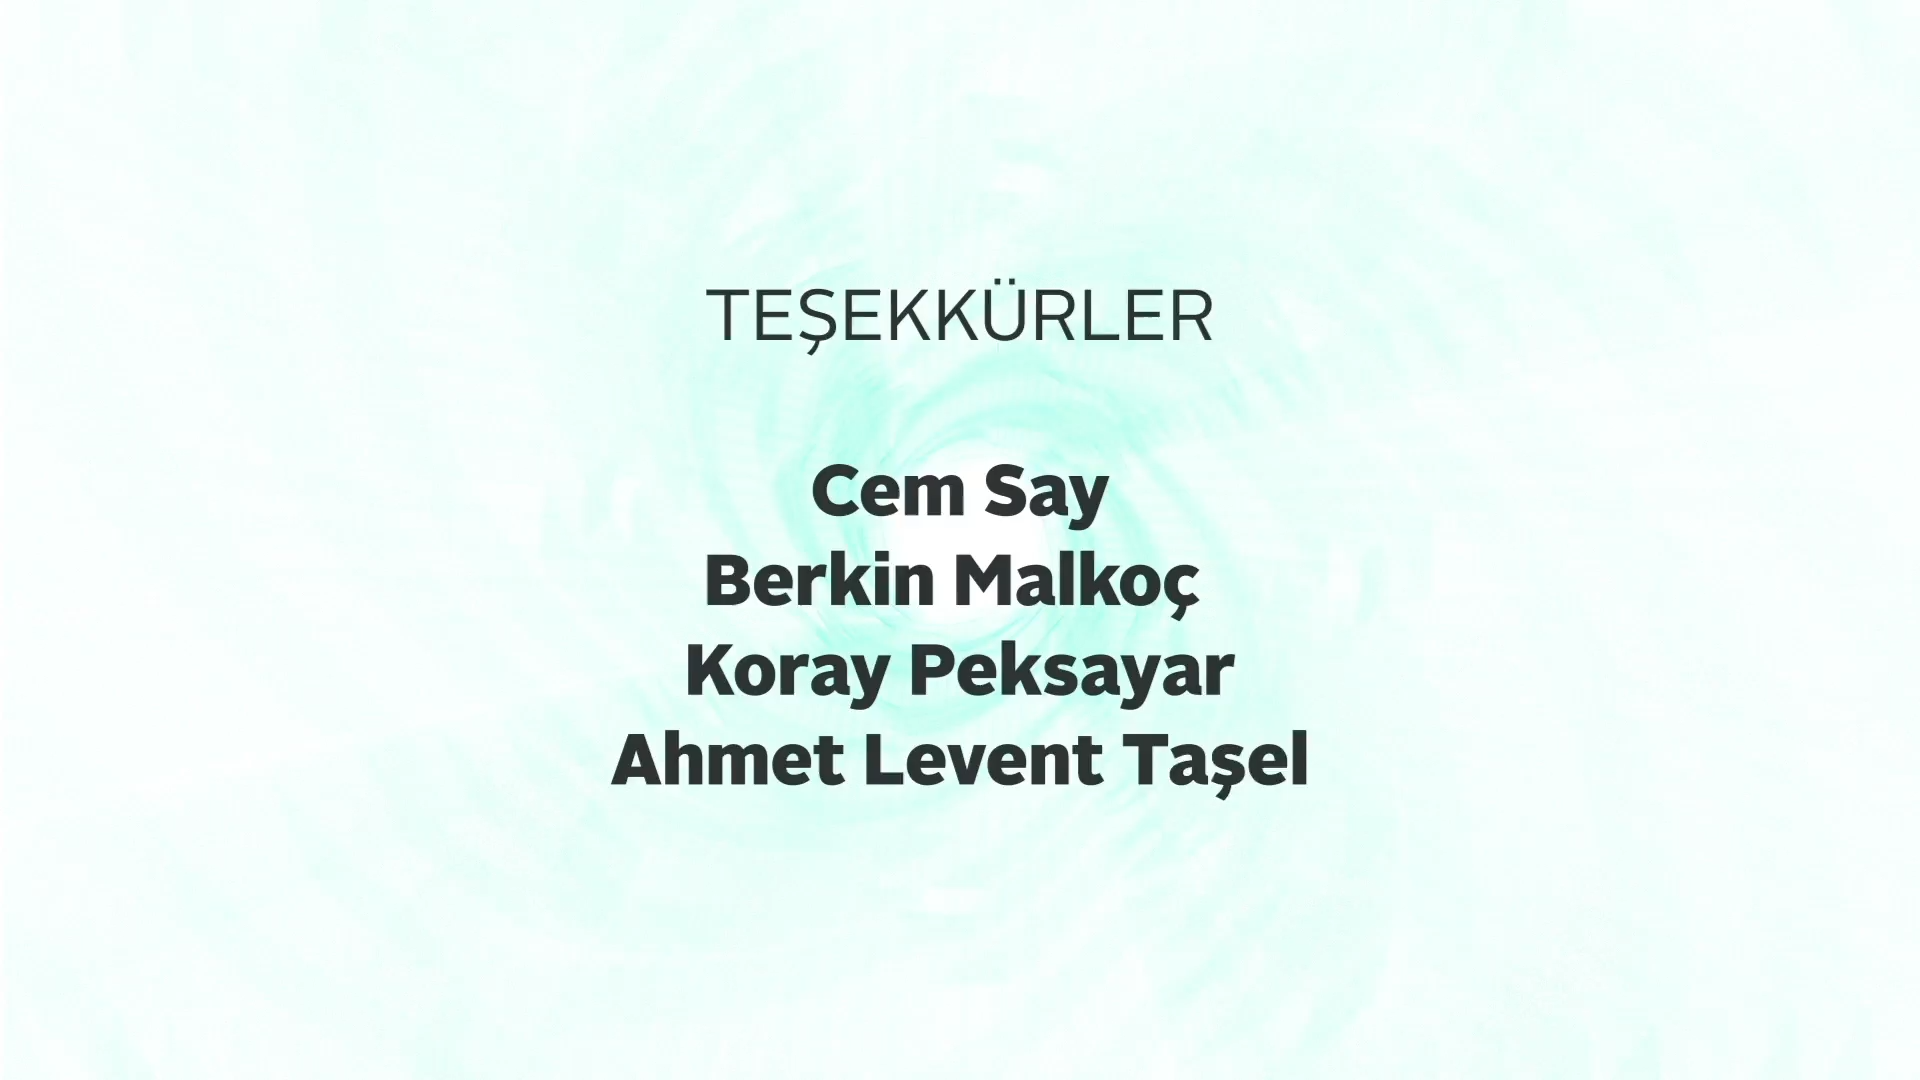 TEŞEKKÜRLER
Cem Say
Berkin Malkoç
Koray Peksayar
Ahmet Levent Taşel